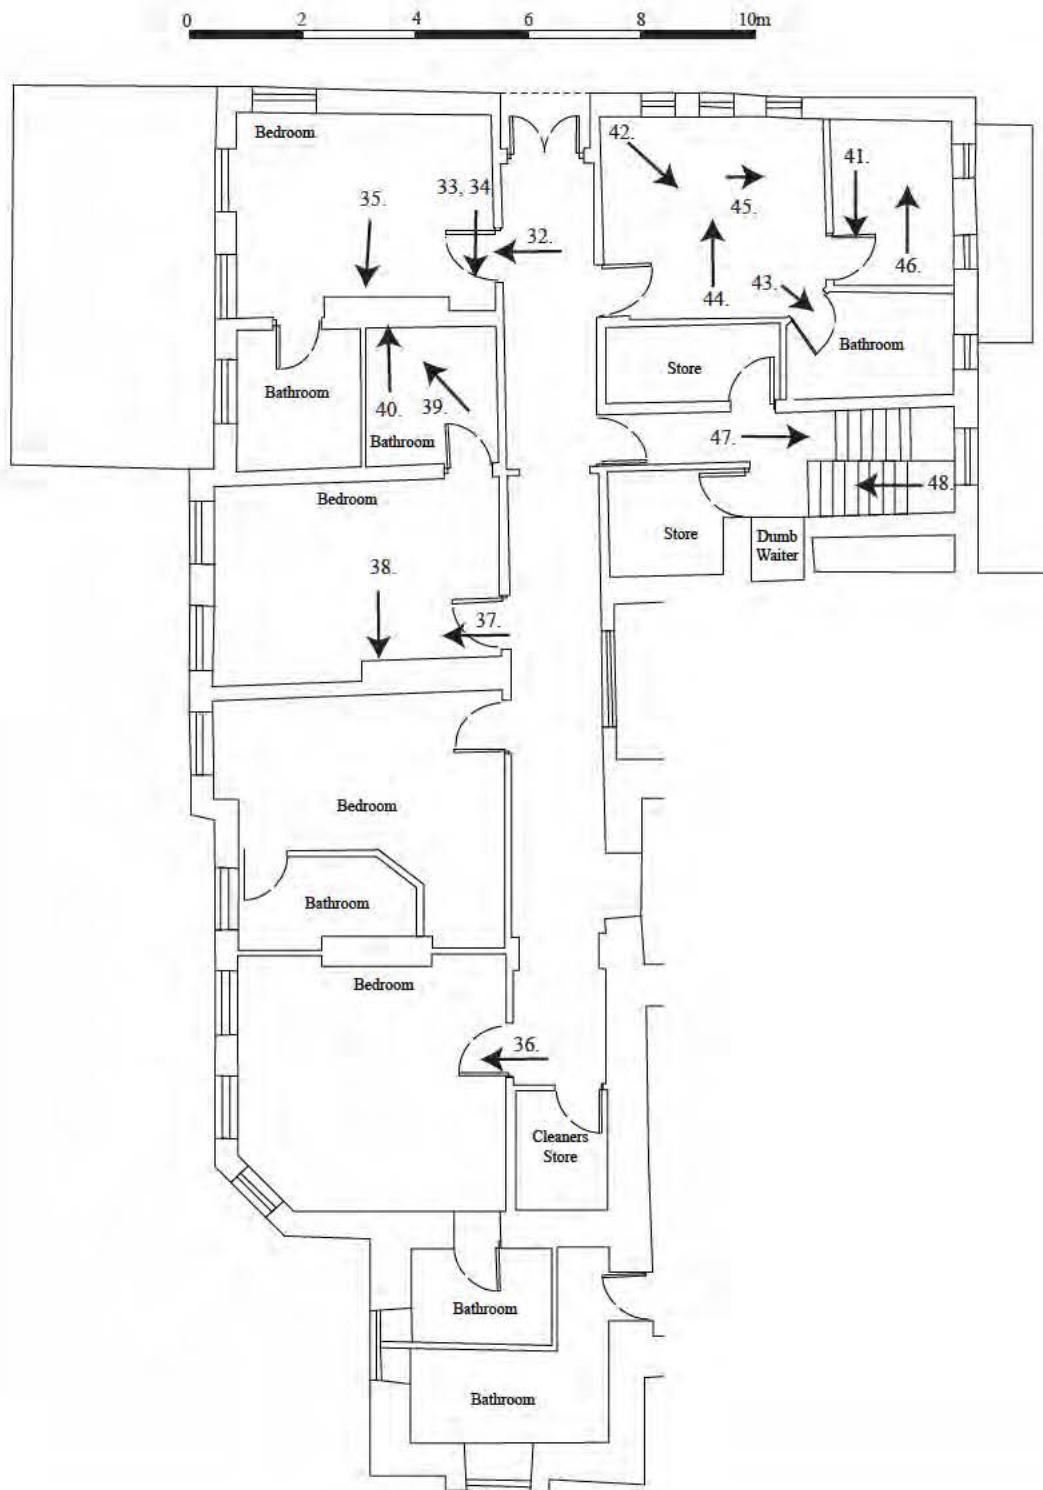 0 2 4 6 8 10m
Bedroom
42.
41.
33, 34
35.
45.
32.
46.
43.
44.
Bathroom
Store
Bathroom
40. 39.
Bathroom
47.
48.
Bedroom
Store
Dumb
Waiter
38.
37.
Bedroom
Bathroom
Bedroom
36.
Cleaners
Store
Bathroom
Bathroom